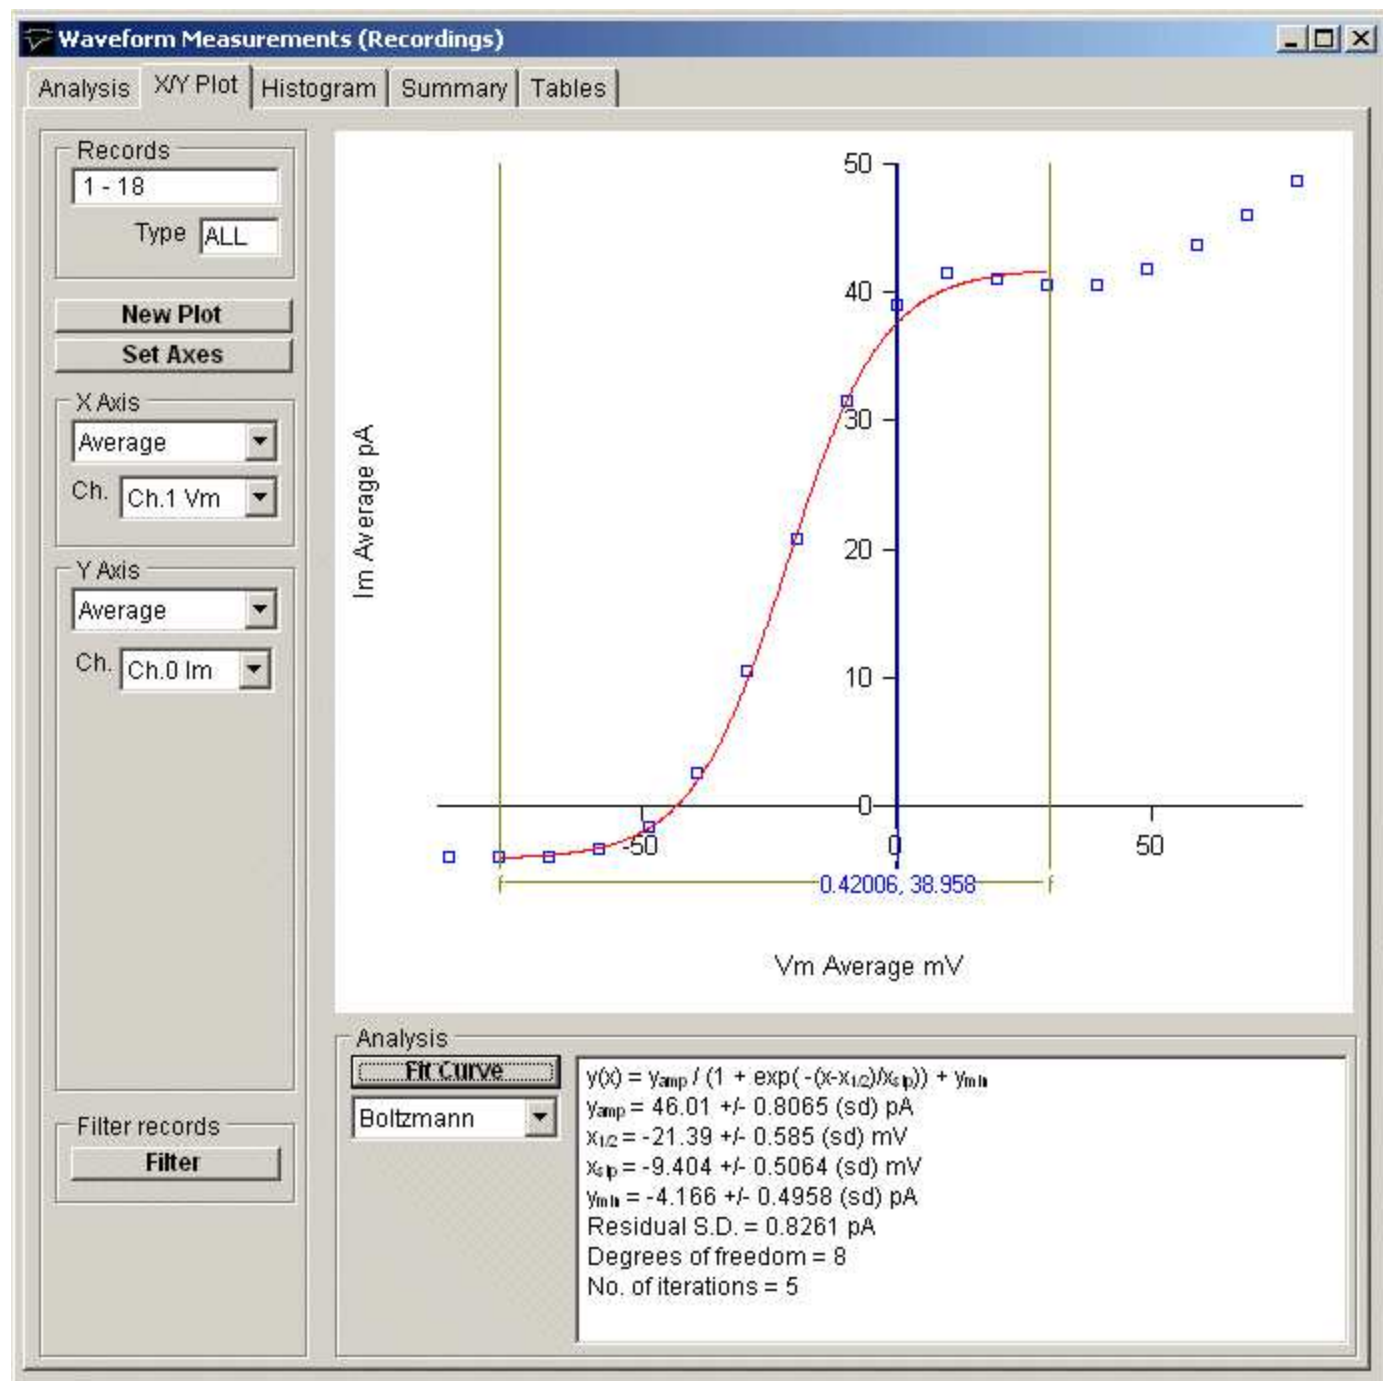 Waveform Measurements (Recordings)
Analysis X/Y Plot Histogram Summary Tables
Records
1 - 18
Type ALL
New Plot
Set Axes
X Axis
Average
Ch. Ch.1 Vm
Y Axis
Average
Ch. Ch.0 Im
Filter records
Filter
Im Average pA
50
40
30
20
10
0
-50 0 50
f 0.42006, 38.958 f
Vm Average mV
Analysis
Fit Curve
Boltzmann
y(x) = yamp / (1 + exp( -(x-x1/2)/xslp)) + ymin
yamp = 46.01 +/- 0.8065 (sd) pA
x1/2 = -21.39 +/- 0.585 (sd) mV
xslp = -9.404 +/- 0.5064 (sd) mV
ymin = -4.166 +/- 0.4958 (sd) pA
Residual S.D. = 0.8261 pA
Degrees of freedom = 8
No. of iterations = 5